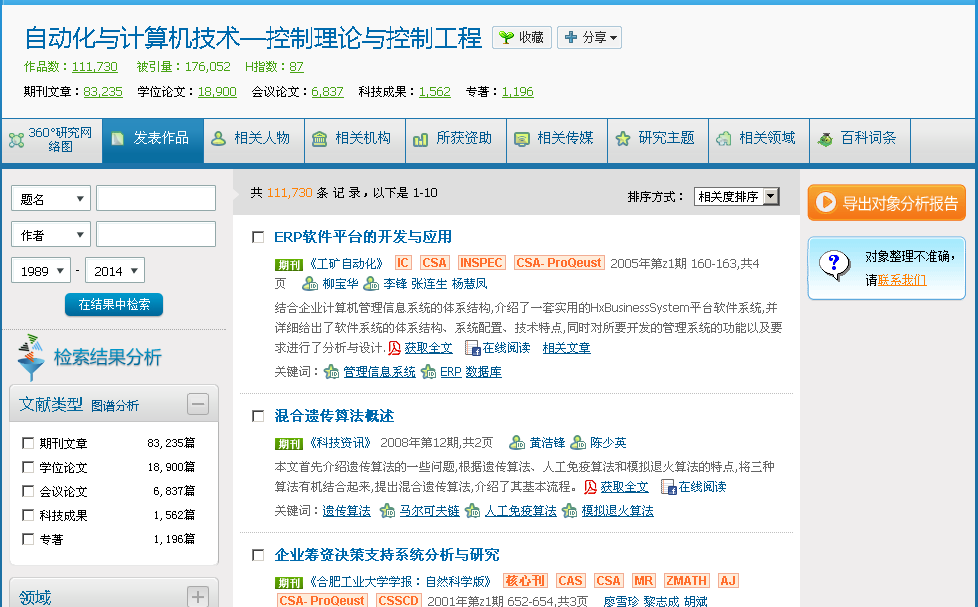 自动化与计算机技术—控制理论与控制工程 收藏 分享
作品数：111,730 被引量：176,052 H指数：87
期刊文章：83,235 学位论文：18,900 会议论文：6,837 科技成果：1,562 专著：1,196
360°研究网络图 发表作品 相关人物 相关机构 所获资助 相关传媒 研究主题 相关领域 百科词条
题名
作者
1989 - 2014
在结果中检索
检索结果分析
文献类型 图谱分析
期刊文章 83,235篇
学位论文 18,900篇
会议论文 6,837篇
科技成果 1,562篇
专著 1,196篇
领域
共 111,730 条 记 录，以下是 1-10 排序方式： 相关度排序
ERP软件平台的开发与应用
期刊 《工矿自动化》 IC CSA INSPEC CSA- ProQeust 2005年第z1期 160-163,共4
页 柳宝华 李锋 张连生 杨慧凤
结合企业计算机管理信息系统的体系结构,介绍了一套实用的HxBusinessSystem平台软件系统,并
详细给出了软件系统的体系结构、系统配置、技术特点,同时对所要开发的管理系统的功能以及要
求进行了分析与设计. 获取全文 在线阅读 相关文章
关键词： 管理信息系统 ERP 数据库
混合遗传算法概述
期刊 《科技资讯》 2008年第12期,共2页 黄浩锋 陈少英
本文首先介绍遗传算法的一些问题,根据遗传算法、人工免疫算法和模拟退火算法的特点,将三种
算法有机结合起来,提出混合遗传算法,介绍了其基本流程。 获取全文 在线阅读
关键词： 遗传算法 马尔可夫链 人工免疫算法 模拟退火算法
企业筹资决策支持系统分析与研究
期刊 《合肥工业大学学报：自然科学版》 核心刊 CAS CSA MR ZMATH AJ
CSA- ProQeust CSSCD 2001年第z1期 652-654,共3页 廖雪珍 黎志成 胡斌
导出对象分析报告
对象整理不准确，
请联系我们